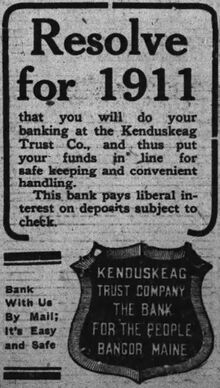 Resolve
for 1911
that you will do your
banking at the Kenduskeag
Trust Co., and thus put
your funds in line for
safe keeping and convenient
handling.
This bank pays liberal in-
terest on deposits subject to
check.
Bank
With Us
By Mail;
It's Easy
and Safe
KENDUSKEAG
TRUST COMPANY
THE BANK
FOR THE PEOPLE
BANGOR MAINE